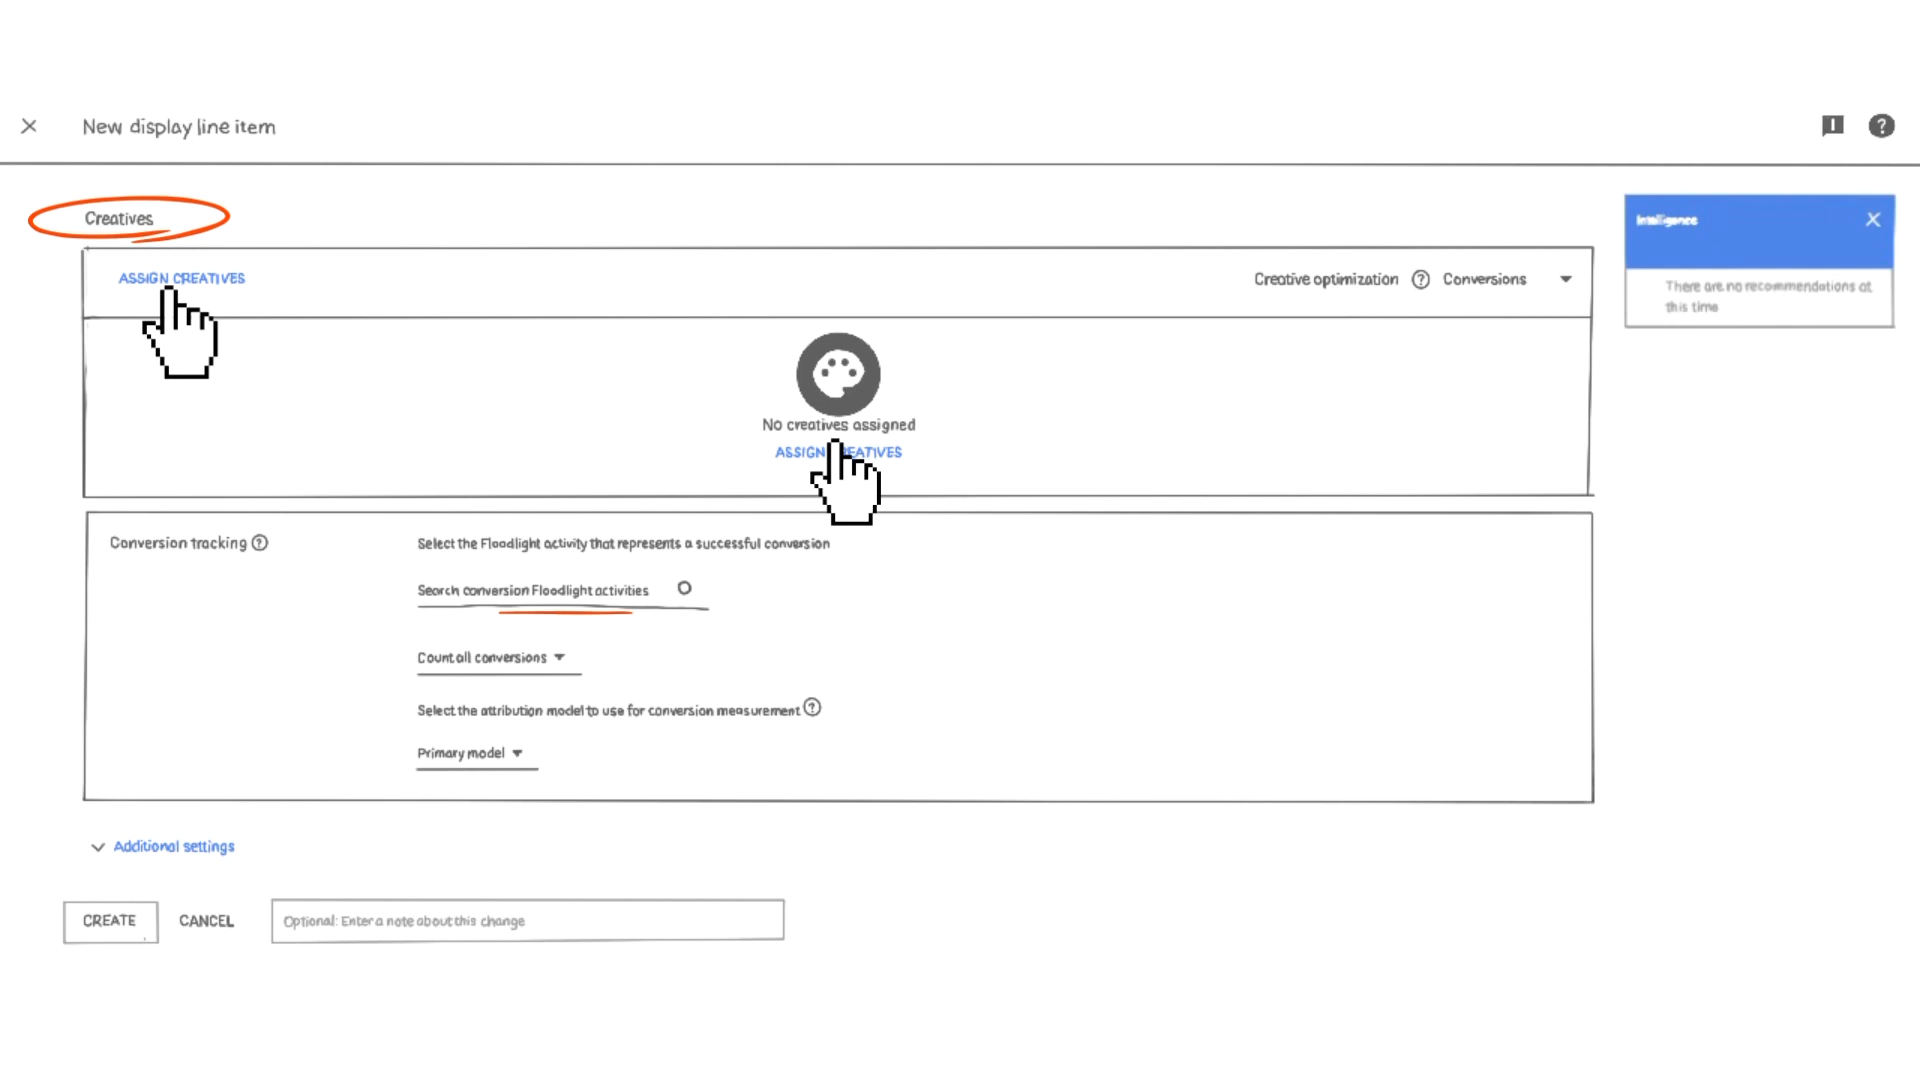 New display line item
Creatives
ASSIGN CREATIVES
Creative optimization
Conversions
Intelligence
There are no recommendations at
this time
No creatives assigned
ASSIGN EATIVES
Conversion tracking
Select the Floodlight activity that represents a successful conversion
Search conversion Floodlight activities
Count all conversions
Select the attribution model to use for conversion measurement
Primary model
Additional settings
CREATE
CANCEL
Optional: Enter a note about this change